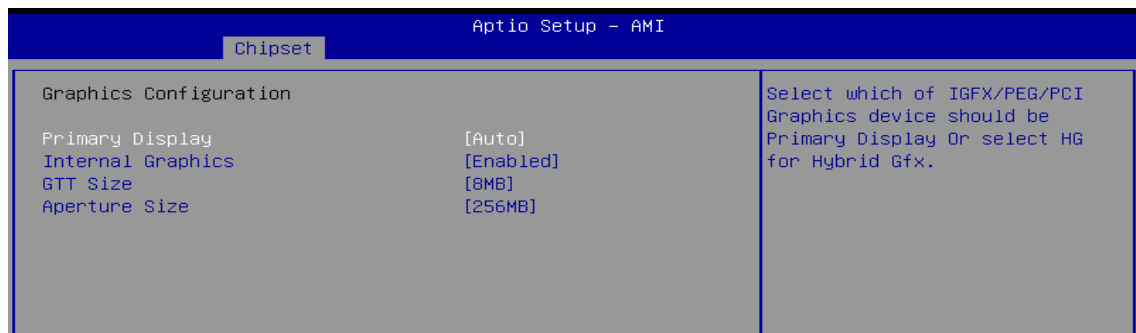 Aptio Setup – AMI
Chipset
Graphics Configuration
Primary Display [Auto]
Internal Graphics [Enabled]
GTT Size [8MB]
Aperture Size [256MB]
Select which of IGFX/PEG/PCI
Graphics device should be
Primary Display Or select HG
for Hybrid Gfx.